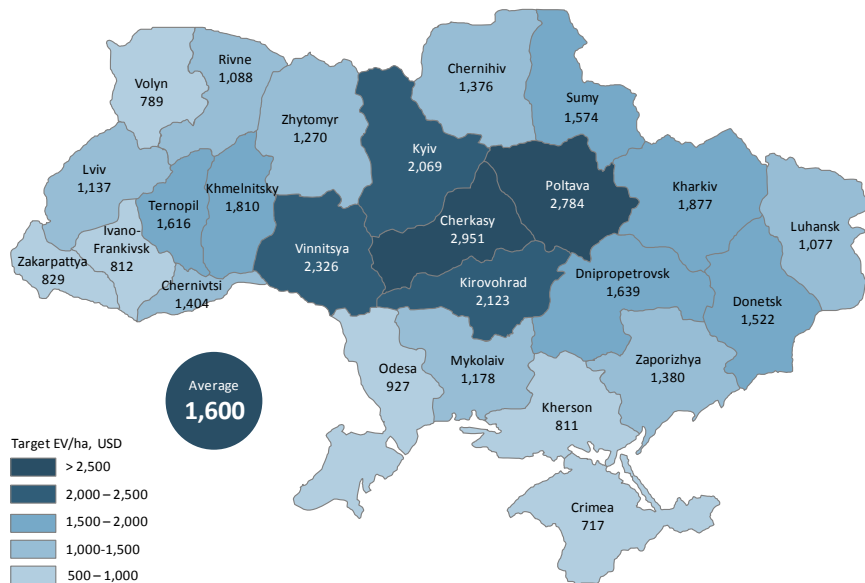 Volyn
789
Rivne
1,088
Zhytomyr
1,270
Chernihiv
1,376
Sumy
1,574
Kyiv
2,069
Poltava
2,784
Kharkiv
1,877
Luhansk
1,077
Lviv
1,137
Ternopil
1,616
Khmelnitsky
1,810
Vinnitsya
2,326
Cherkasy
2,951
Kirovohrad
2,123
Dnipropetrovsk
1,639
Donetsk
1,522
Zakarpattya
829
Ivano-
Frankivsk
812
Chernivtsi
1,404
Odesa
927
Mykolaiv
1,178
Kherson
811
Zaporizhya
1,380
Crimea
717
Average
1,600
Target EV/ha, USD
> 2,500
2,000 – 2,500
1,500 – 2,000
1,000-1,500
500 – 1,000